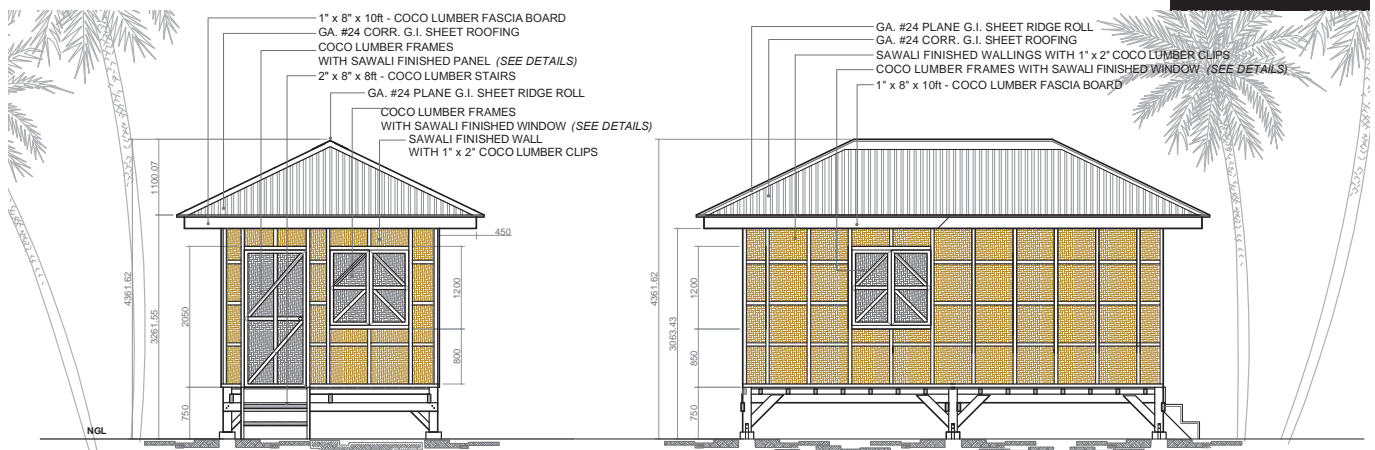 1" x 8" x 10ft - COCO LUMBER FASCIA BOARD
GA. #24 CORR. G.I. SHEET ROOFING
COCO LUMBER FRAMES
WITH SAWALI FINISHED PANEL (SEE DETAILS)
2" x 8" x 8ft - COCO LUMBER STAIRS
GA. #24 PLANE G.I. SHEET RIDGE ROLL
COCO LUMBER FRAMES
WITH SAWALI FINISHED WINDOW (SEE DETAILS)
SAWALI FINISHED WALL
WITH 1" x 2" COCO LUMBER CLIPS
1100.07
450
4361.62
3261.55
2050
1200
800
750
NGL
GA. #24 PLANE G.I. SHEET RIDGE ROLL
GA. #24 CORR. G.I. SHEET ROOFING
SAWALI FINISHED WALLINGS WITH 1" x 2" COCO LUMBER CLIPS
COCO LUMBER FRAMES WITH SAWALI FINISHED WINDOW (SEE DETAILS)
1" x 8" x 10ft - COCO LUMBER FASCIA BOARD
4361.62
3063.43
1200
850
750